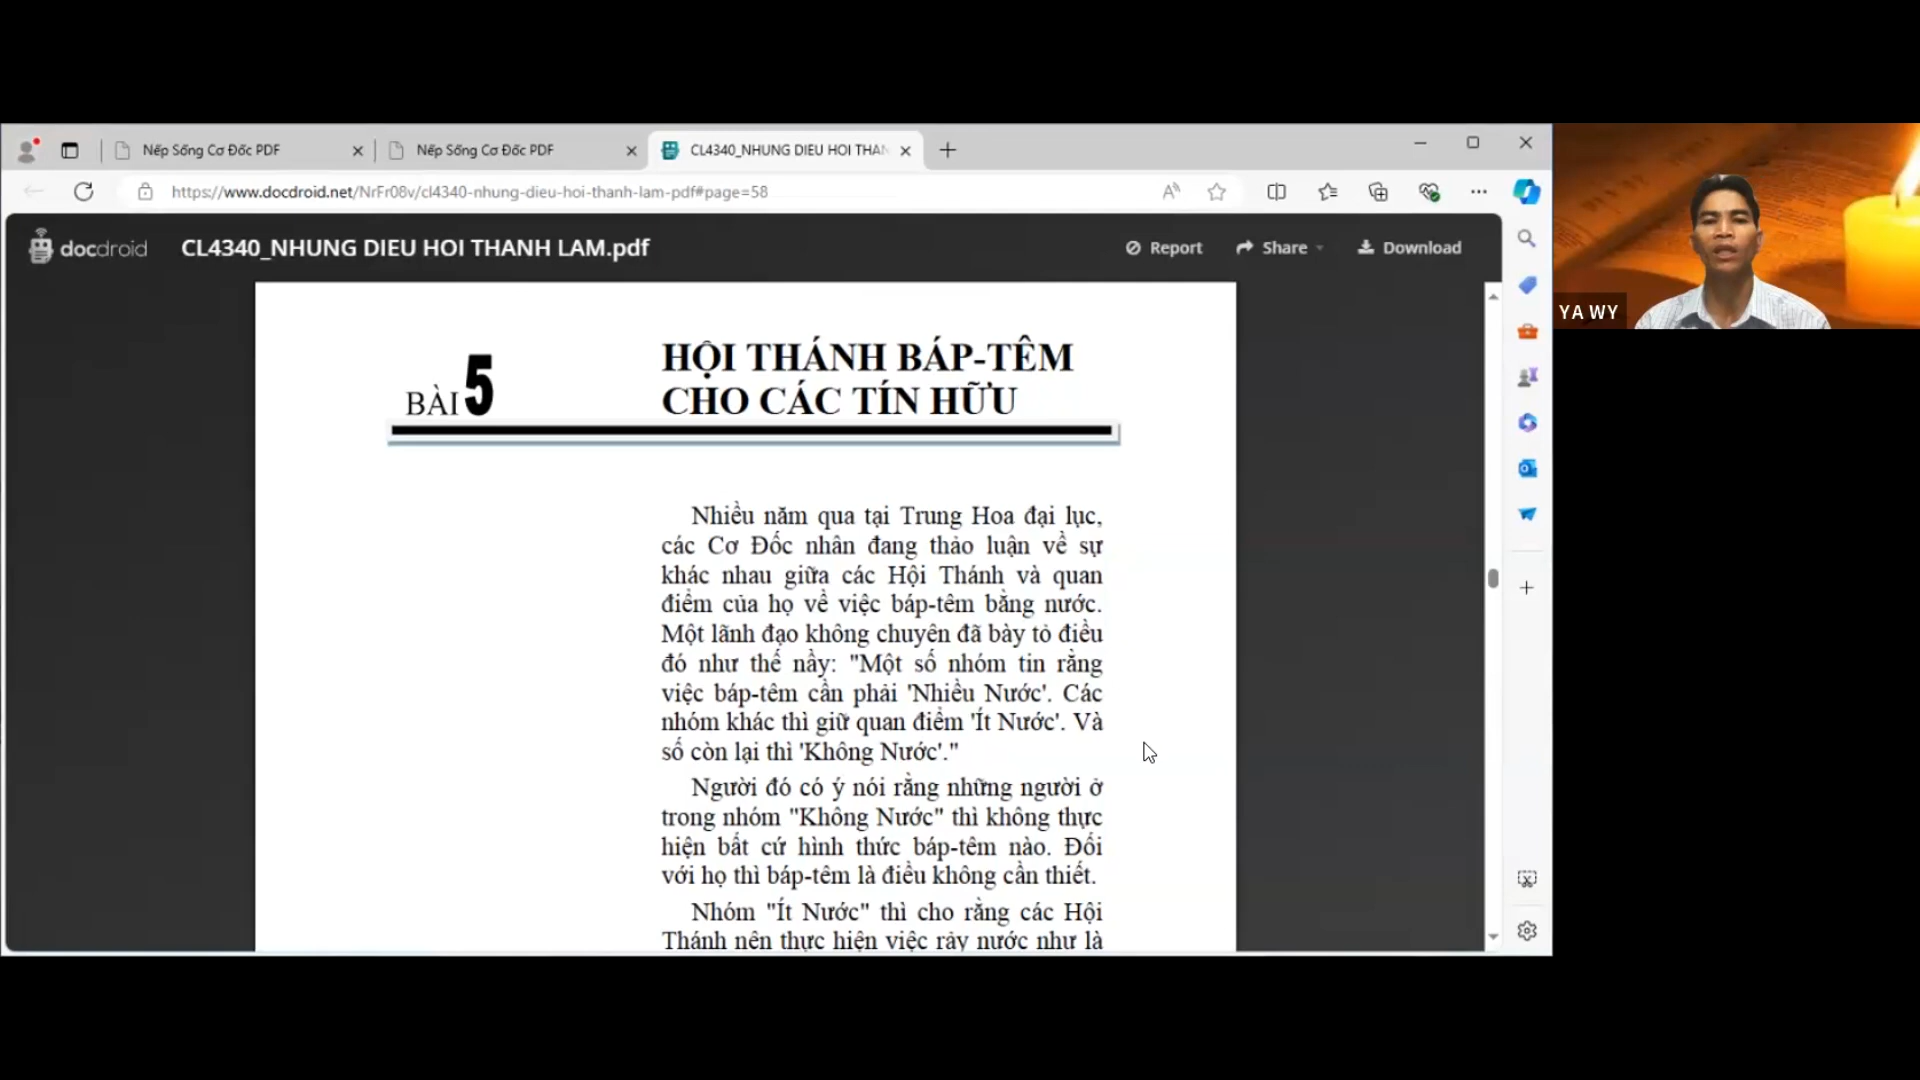 Nếp Sống Cơ Đốc PDF
Nếp Sống Cơ Đốc PDF
CL4340_NHUNG DIEU HOI THAN
https://www.docdroid.net/NrFr08v/cl4340-nhung-dieu-hoi-thanh-lam-pdf#page=58
docdroid
CL4340_NHUNG DIEU HOI THANH LAM.pdf
Report
Share
Download
YA WY
BÀI 5
HỘI THÁNH BÁP-TÊM
CHO CÁC TÍN HỮU
Nhiều năm qua tại Trung Hoa đại lục,
các Cơ Đốc nhân đang thảo luận về sự
khác nhau giữa các Hội Thánh và quan
điểm của họ về việc báp-têm bằng nước.
Một lãnh đạo không chuyên đã bày tỏ điều
đó như thế nầy: "Một số nhóm tin rằng
việc báp-têm cần phải 'Nhiều Nước'. Các
nhóm khác thì giữ quan điểm 'Ít Nước'. Và
số còn lại thì 'Không Nước'."
Người đó có ý nói rằng những người ở
trong nhóm "Không Nước" thì không thực
hiện bất cứ hình thức báp-têm nào. Đối
với họ thì báp-têm là điều không cần thiết.
Nhóm "Ít Nước" thì cho rằng các Hội
Thánh nên thực hiện việc rảy nước như là